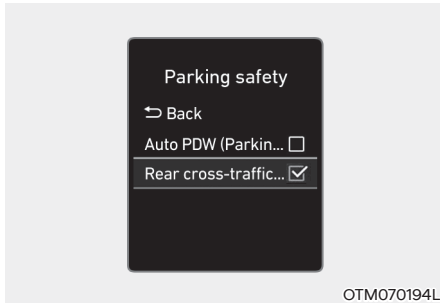 Parking safety
⮌ Back
Auto PDW (Parkin...
Rear cross-traffic...
OTM070194L